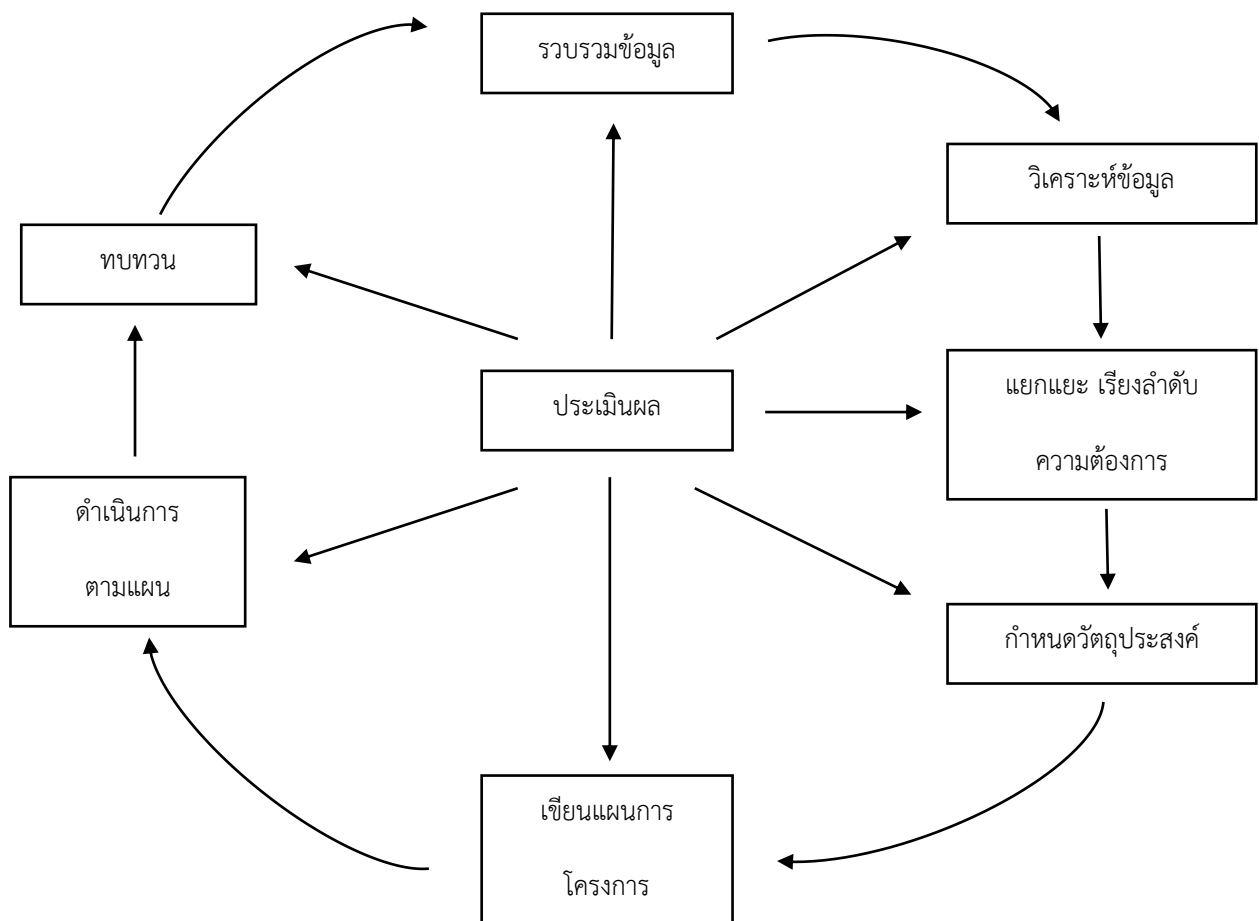 รวบรวมข้อมูล
วิเคราะห์ข้อมูล
ทบทวน
แยกแยะ เรียงลำดับ
ความต้องการ
ประเมินผล
ดำเนินการ
ตามแผน
กำหนดวัตถุประสงค์
เขียนแผนการ
โครงการ